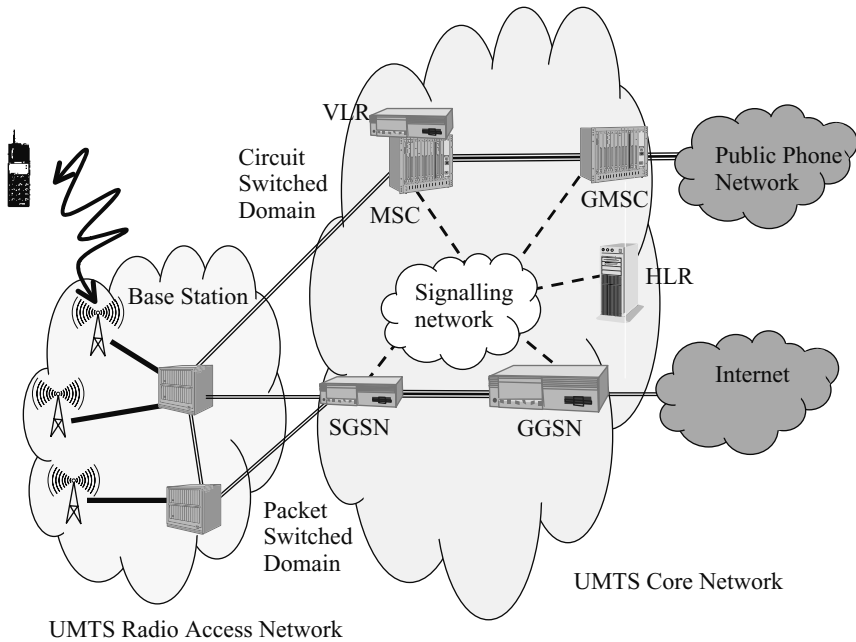 VLR
Circuit
Switched
Domain
MSC
GMSC
Public Phone
Network
Base Station
Signalling
network
HLR
Internet
SGSN
GGSN
Packet
Switched
Domain
UMTS Core Network
UMTS Radio Access Network